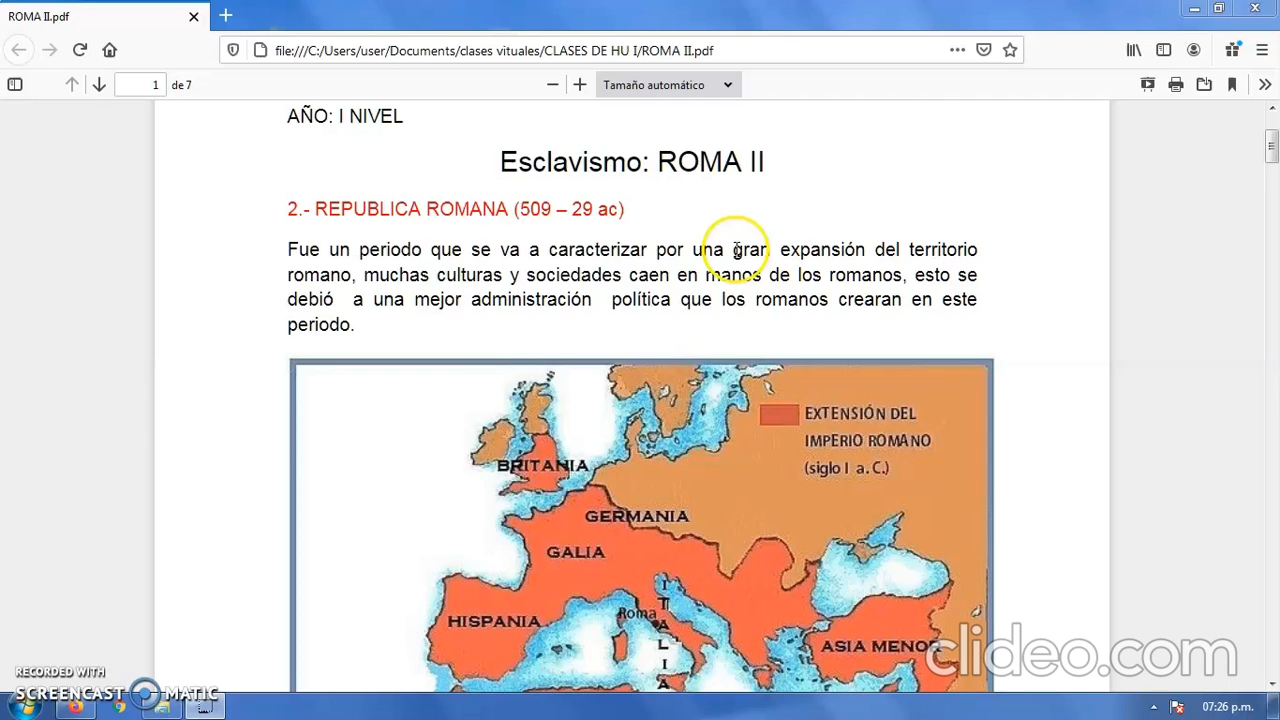 ROMA II.pdf
file:///C:/Users/user/Documents/clases vituales/CLASES DE HU I/ROMA II.pdf
1 de 7
Tamaño automático
AÑO: I NIVEL
Esclavismo: ROMA II
2.- REPUBLICA ROMANA (509 – 29 ac)
Fue un periodo que se va a caracterizar por una gran expansión del territorio
romano, muchas culturas y sociedades caen en manos de los romanos, esto se
debió a una mejor administración política que los romanos crearan en este
periodo.
EXTENSIÓN DEL
IMPERIO ROMANO
(siglo I a. C.)
BRITANIA
GERMANIA
GALIA
Roma
HISPANIA
ITALIA
ASIA MENOR
clideo.com
RECORDED WITH
SCREENCAST MATIC
07:26 p.m.